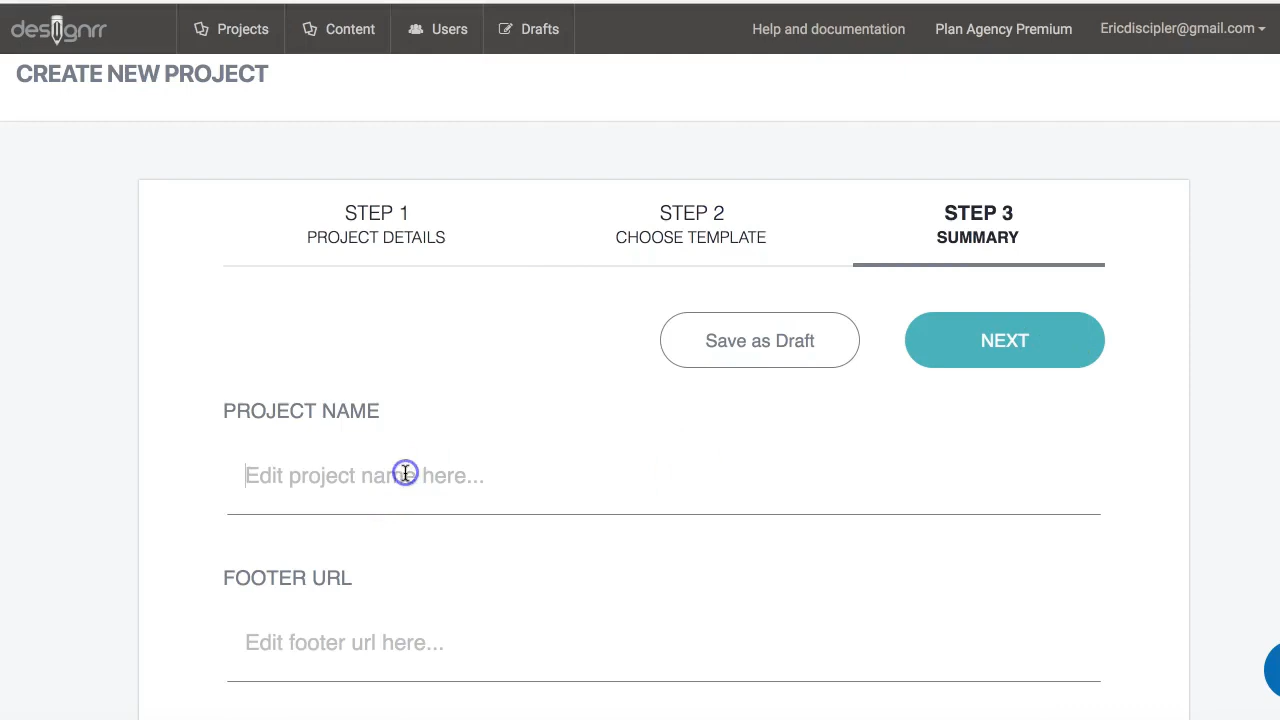 designrr
Projects
Content
Users
Drafts
Help and documentation
Plan Agency Premium
Ericdiscipler@gmail.com
CREATE NEW PROJECT
STEP 1
PROJECT DETAILS
STEP 2
CHOOSE TEMPLATE
STEP 3
SUMMARY
Save as Draft
NEXT
PROJECT NAME
Edit project name here...
FOOTER URL
Edit footer url here...